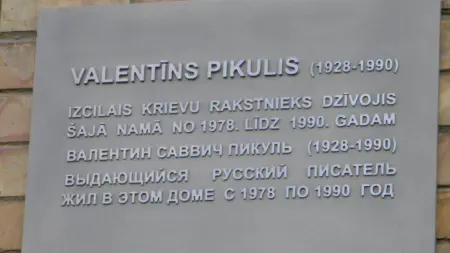 VALENTĪNS PIKULIS (1928-1990)
IZCILAIS KRIEVU RAKSTNIEKS DZĪVOJIS
ŠAJĀ NAMĀ NO 1978. LĪDZ 1990. GADAM
ВАЛЕНТИН САВВИЧ ПИКУЛЬ (1928-1990)
ВЫДАЮЩИЙСЯ РУССКИЙ ПИСАТЕЛЬ
ЖИЛ В ЭТОМ ДОМЕ С 1978 ПО 1990 ГОД